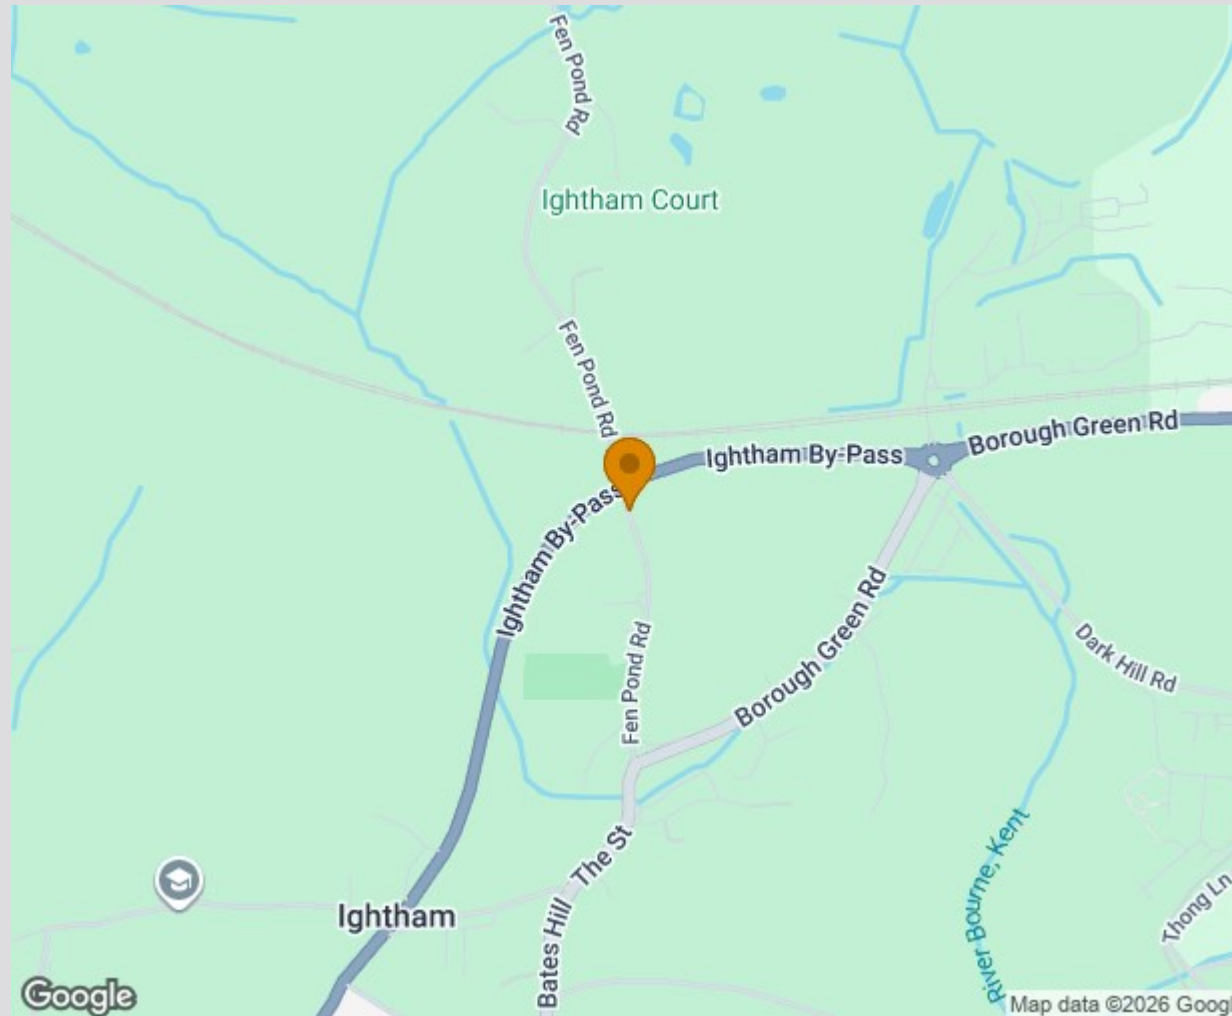 Fen Pond Rd
Ightham Court
Fen Pond Rd
Ightham By-Pass
Borough Green Rd
Ightham By-Pass
Borough Green Rd
Fen Pond Rd
Dark Hill Rd
The St
Ightham
Bates Hill
River Bourne, Kent
Thong Ln
Google
Map data ©2026 Googl